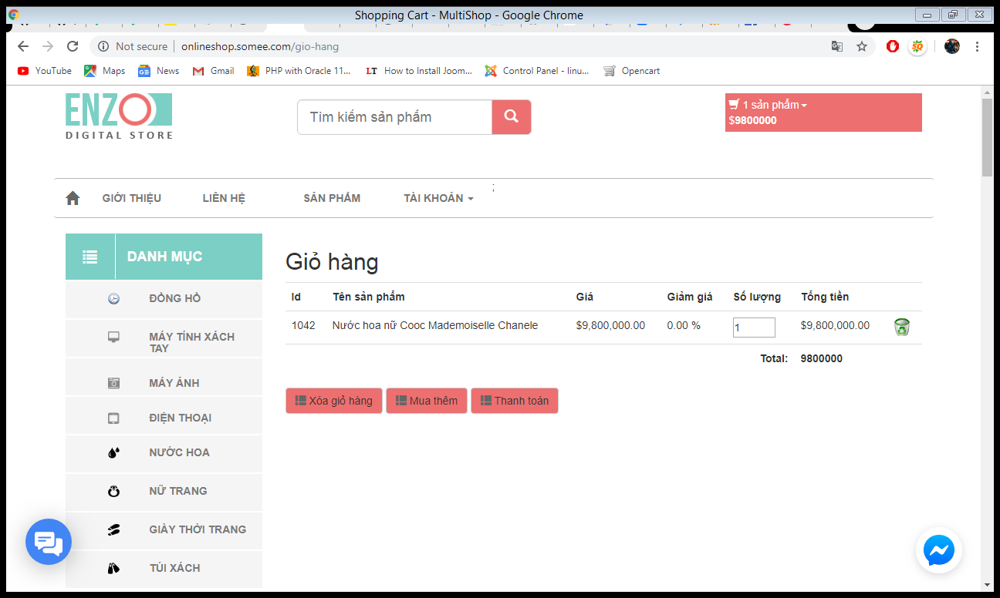 Shopping Cart - MultiShop - Google Chrome
Not secure | onlineshop.somee.com/gio-hang
YouTube Maps News Gmail PHP with Oracle 11... LT How to Install Joom... Control Panel - linu... Opencart
ENZO
DIGITAL STORE
Tìm kiếm sản phẩm
1 sản phẩm
$9800000
GIỚI THIỆU LIÊN HỆ SẢN PHẨM TÀI KHOẢN ;
DANH MỤC
ĐỒNG HỒ
MÁY TÍNH XÁCH
TAY
MÁY ẢNH
ĐIỆN THOẠI
NƯỚC HOA
NỮ TRANG
GIÀY THỜI TRANG
TÚI XÁCH
Giỏ hàng
Id Tên sản phẩm Giá Giảm giá Số lượng Tổng tiền
1042 Nước hoa nữ Cooc Mademoiselle Chanele $9,800,000.00 0.00 % 1 $9,800,000.00
Total: 9800000
Xóa giỏ hàng Mua thêm Thanh toán